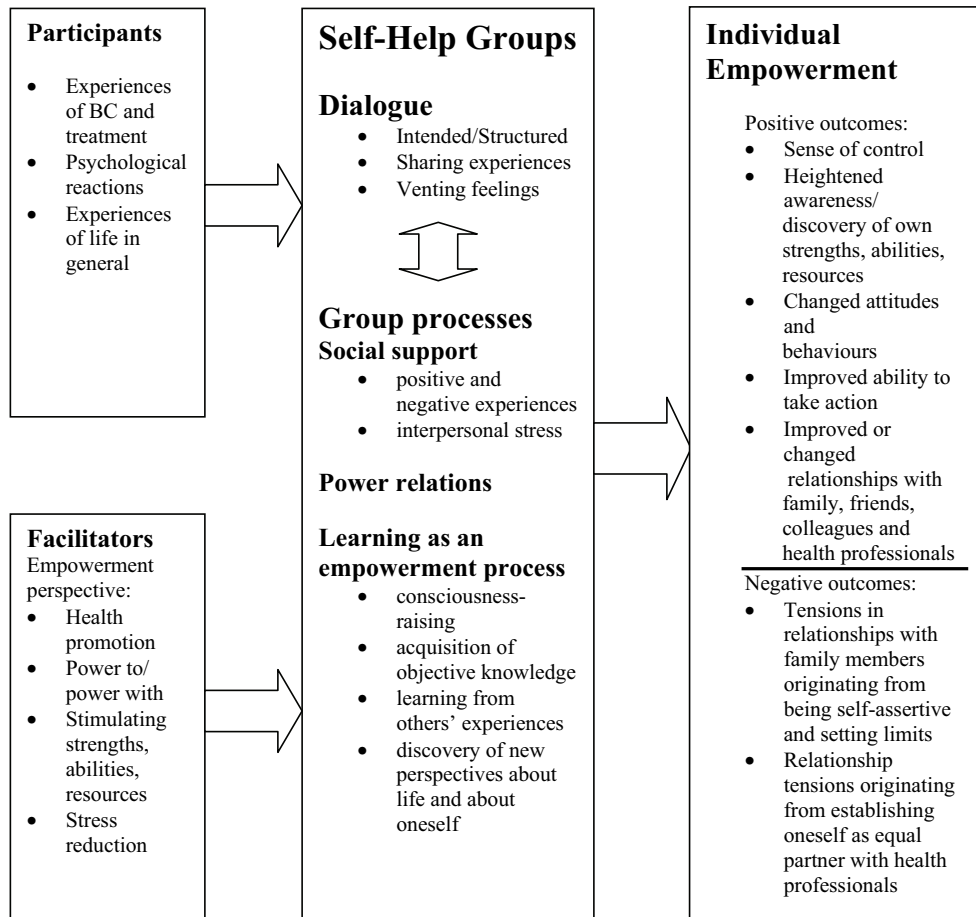 Participants
• Experiences
of BC and
treatment
• Psychological
reactions
• Experiences
of life in
general
Facilitators
Empowerment
perspective:
• Health
promotion
• Power to/
power with
• Stimulating
strengths,
abilities,
resources
• Stress
reduction
Self-Help Groups
Dialogue
• Intended/Structured
• Sharing experiences
• Venting feelings
Group processes
Social support
• positive and
negative experiences
• interpersonal stress
Power relations
Learning as an
empowerment process
• consciousness-
raising
• acquisition of
objective knowledge
• learning from
others’ experiences
• discovery of new
perspectives about
life and about
oneself
Individual
Empowerment
Positive outcomes:
• Sense of control
• Heightened
awareness/
discovery of own
strengths, abilities,
resources
• Changed attitudes
and
behaviours
• Improved ability to
take action
• Improved or
changed
relationships with
family, friends,
colleagues and
health professionals
Negative outcomes:
• Tensions in
relationships with
family members
originating from
being self-assertive
and setting limits
• Relationship
tensions originating
from establishing
oneself as equal
partner with health
professionals